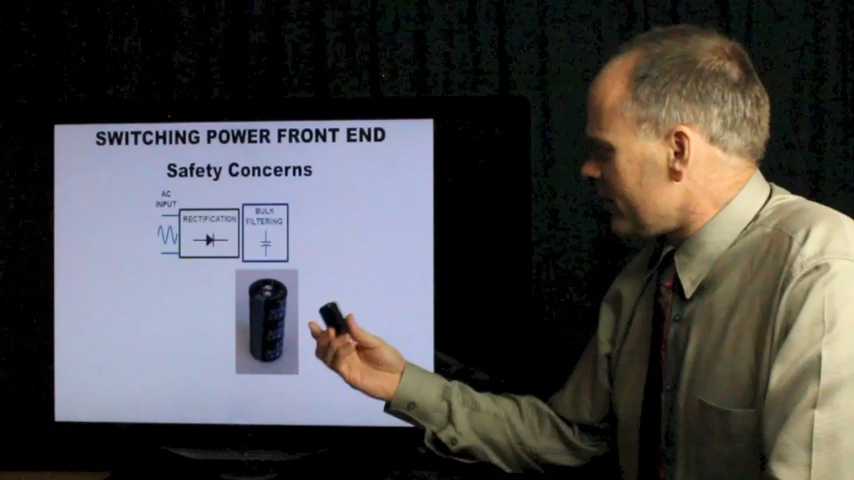 SWITCHING POWER FRONT END
Safety Concerns
AC
INPUT
RECTIFICATION
BULK
FILTERING